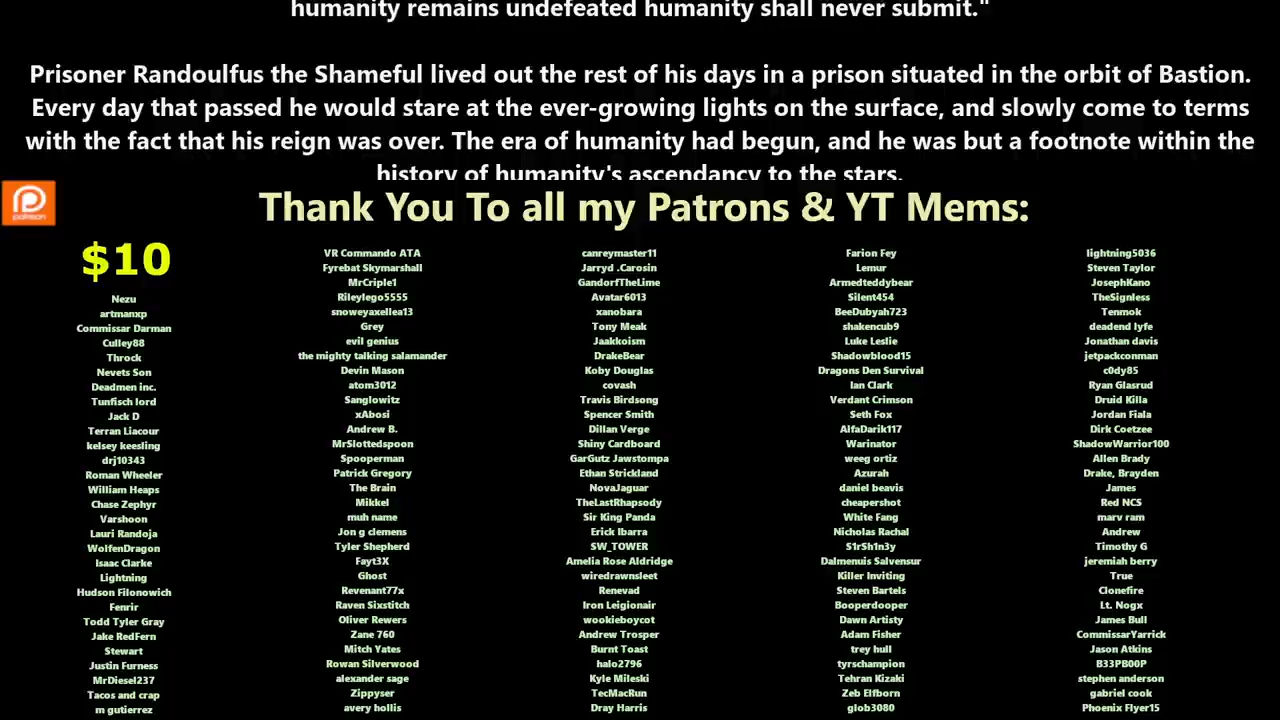 humanity remains undefeated humanity shall never submit."
Prisoner Randoulfus the Shameful lived out the rest of his days in a prison situated in the orbit of Bastion.
Every day that passed he would stare at the ever-growing lights on the surface, and slowly come to terms
with the fact that his reign was over. The era of humanity had begun, and he was but a footnote within the
history of humanity's ascendancy to the stars.
patreon
Thank You To all my Patrons & YT Mems:
$10
Nezu
artmanxp
Commissar Darman
Culley88
Throck
Nevets Son
Deadmen inc.
Tunfisch lord
Jack D
Terran Liacour
kelsey keesling
drj10343
Roman Wheeler
William Heaps
Chase Zephyr
Varshoon
Lauri Randoja
WolfenDragon
Isaac Clarke
Lightning
Hudson Filonowich
Fenrir
Todd Tyler Gray
Jake RedFern
Stewart
Justin Furness
MrDiesel237
Tacos and crap
m gutierrez
VR Commando ATA
Fyrebat Skymarshall
MrCriple1
Rileylego5555
snoweyaxellea13
Grey
evil genius
the mighty talking salamander
Devin Mason
atom3012
Sanglowitz
xAbosi
Andrew B.
MrSlottedspoon
Spooperman
Patrick Gregory
The Brain
Mikkel
muh name
Jon g clemens
Tyler Shepherd
Fayt3X
Ghost
Revenant77x
Raven Sixstitch
Oliver Rewers
Zane 760
Mitch Yates
Rowan Silverwood
alexander sage
Zippyser
avery hollis
canreymaster11
Jarryd .Carosin
GandorfTheLime
Avatar6013
xanobara
Tony Meak
Jaakkoism
DrakeBear
Koby Douglas
covash
Travis Birdsong
Spencer Smith
Dillan Verge
Shiny Cardboard
GarGutz Jawstompa
Ethan Strickland
NovaJaguar
TheLastRhapsody
Sir King Panda
Erick Ibarra
SW_TOWER
Amelia Rose Aldridge
wiredrawnsleet
Renevad
Iron Leigionair
wookieboycot
Andrew Trosper
Burnt Toast
halo2796
Kyle Mileski
TecMacRun
Dray Harris
Farion Fey
Lemur
Armedteddybear
Silent454
BeeDubyah723
shakencub9
Luke Leslie
Shadowblood15
Dragons Den Survival
Ian Clark
Verdant Crimson
Seth Fox
AlfaDarik117
Warinator
weeg ortiz
Azurah
daniel beavis
cheapershot
White Fang
Nicholas Rachal
S1rSh1n3y
Dalmenuis Salvensur
Killer Inviting
Steven Bartels
Booperdooper
Dawn Artisty
Adam Fisher
trey hull
tyrschampion
Tehran Kizaki
Zeb Elfborn
glob3080
lightning5036
Steven Taylor
JosephKano
TheSignless
Tenmok
deadend lyfe
Jonathan davis
jetpackconman
c0dy85
Ryan Glasrud
Druid Killa
Jordan Fiala
Dirk Coetzee
ShadowWarrior100
Allen Brady
Drake, Brayden
James
Red NCS
marv ram
Andrew
Timothy G
jeremiah berry
True
Clonefire
Lt. Nogx
James Bull
CommissarYarrick
Jason Atkins
B33PB00P
stephen anderson
gabriel cook
Phoenix Flyer15